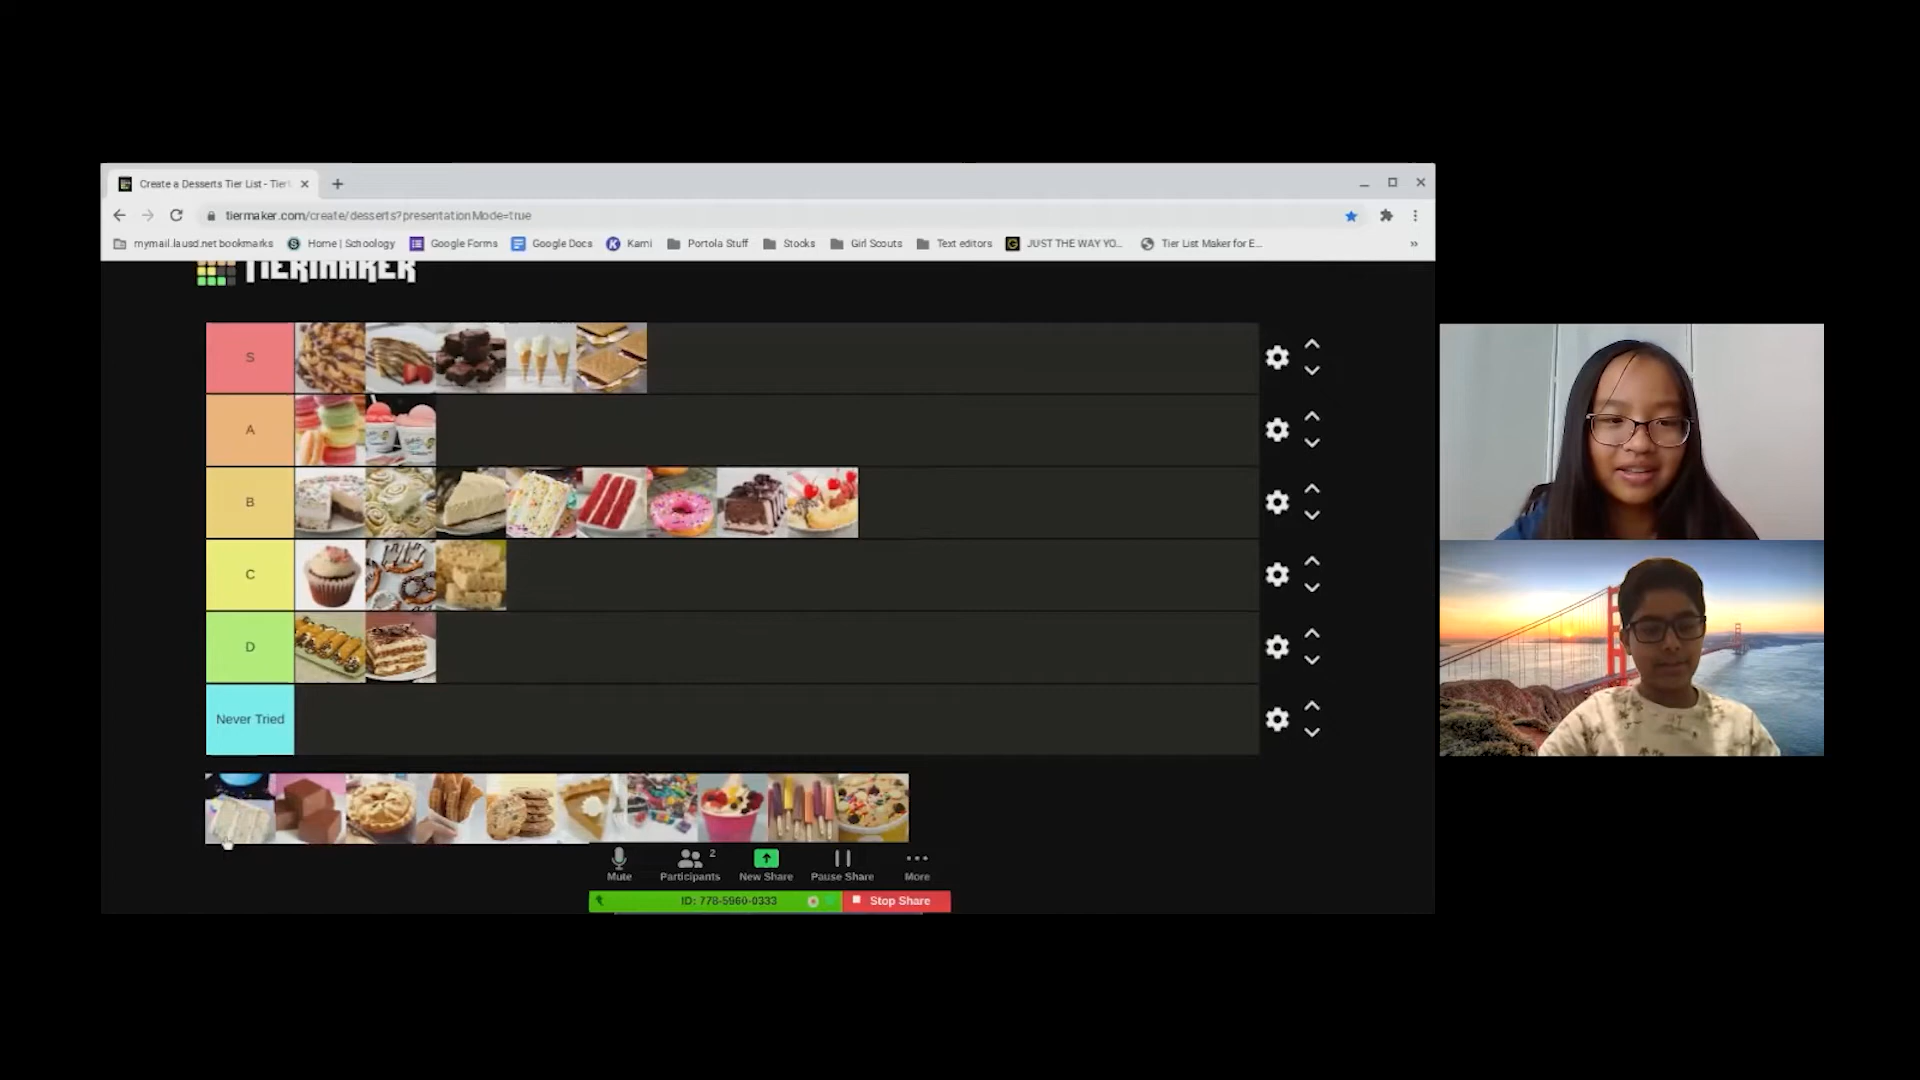 Create a Desserts Tier List - Tier
tiermaker.com/create/desserts?presentationMode=true
mymail.lausd.net bookmarks Home | Schoology Google Forms Google Docs Kami Portola Stuff Stocks Girl Scouts Text editors JUST THE WAY YO... Tier List Maker for E... »
TIERMAKER
S
A
B
C
D
Never Tried
Mute Participants 2 New Share Pause Share More
ID: 778-5960-0333 Stop Share